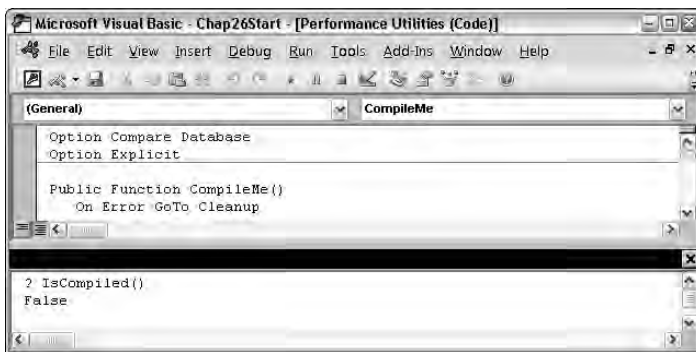 Microsoft Visual Basic - Chap26Start - [Performance Utilities (Code)]
File Edit View Insert Debug Run Tools Add-Ins Window Help
(General) CompileMe
Option Compare Database
Option Explicit
Public Function CompileMe()
On Error GoTo Cleanup
? IsCompiled()
False